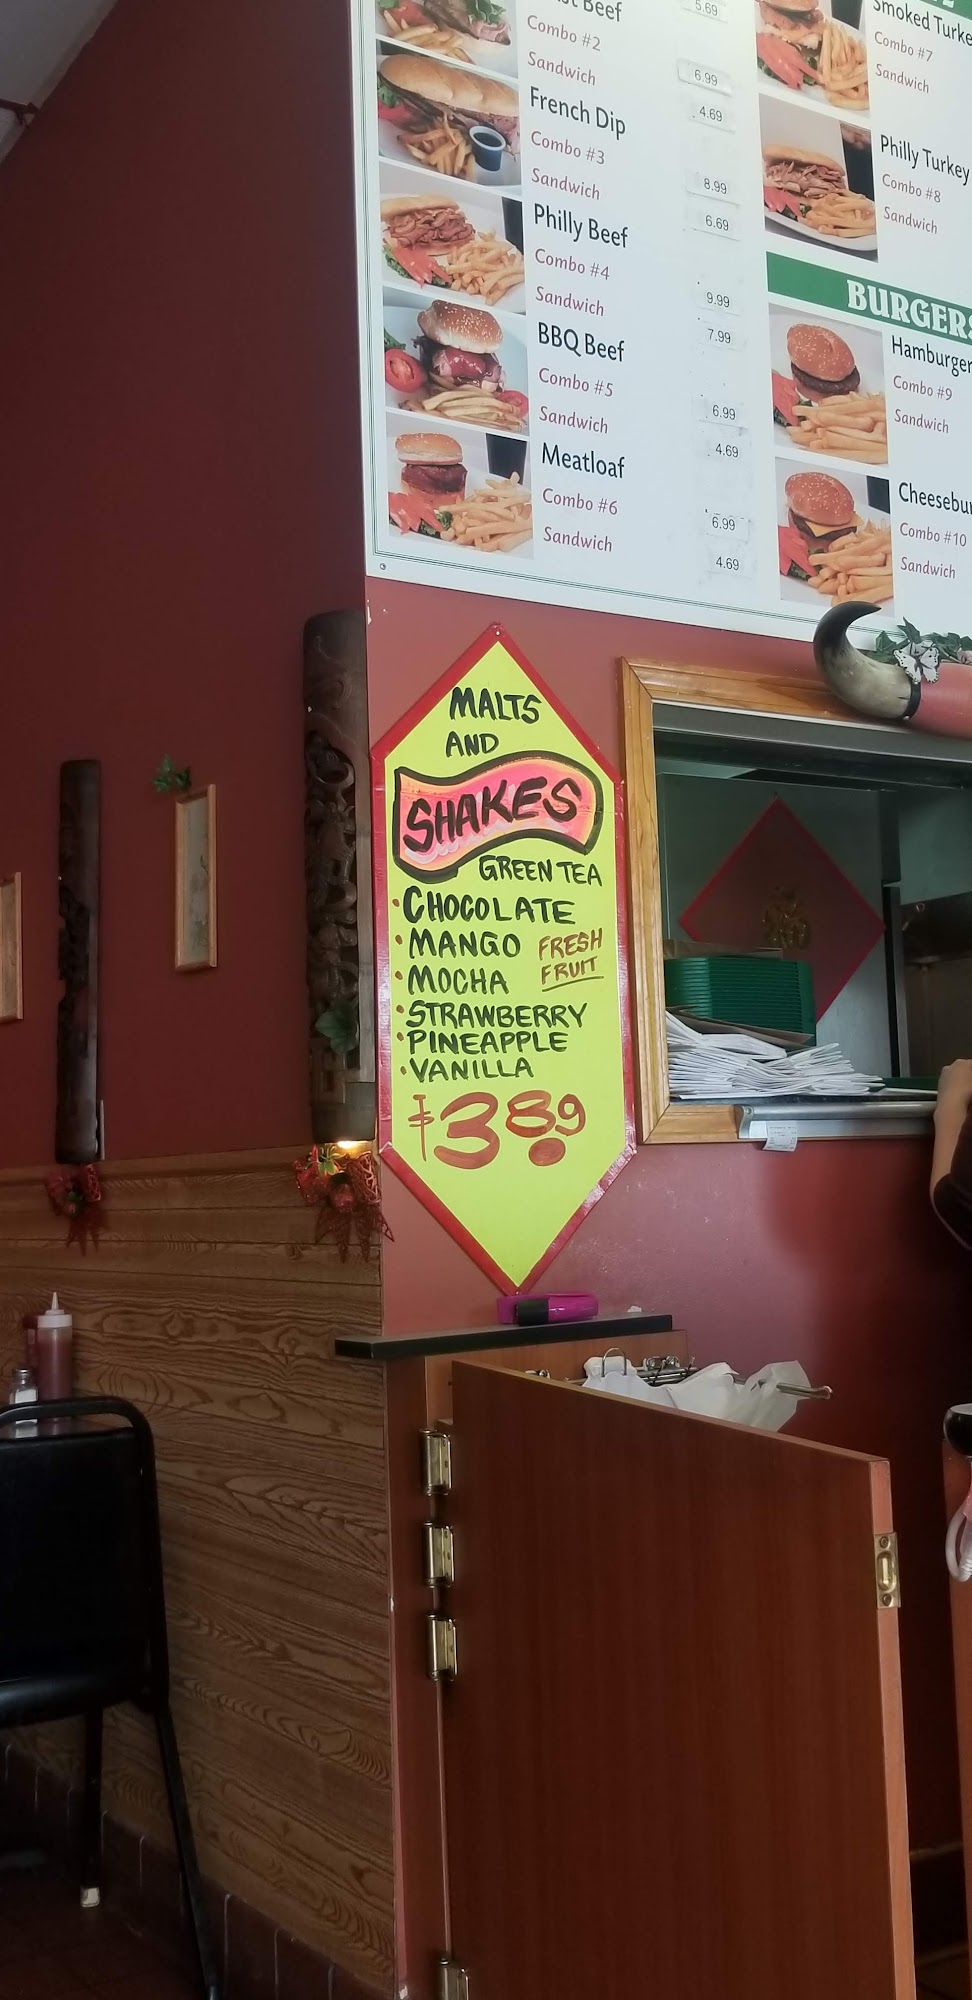 Beef 5.69
Combo #2
Sandwich 6.99
French Dip 4.69
Combo #3
Sandwich 8.99
Philly Beef 6.69
Combo #4
Sandwich 9.99
BBQ Beef 7.99
Combo #5
Sandwich 6.99
Meatloaf 4.69
Combo #6 6.99
Sandwich 4.69
Smoked Turke
Combo #7
Sandwich
Philly Turkey
Combo #8
Sandwich
BURGERS
Hamburger
Combo #9
Sandwich
Cheesebur
Combo #10
Sandwich
MALTS
AND
SHAKES
GREEN TEA
• CHOCOLATE
• MANGO FRESH
FRUIT
• MOCHA
• STRAWBERRY
• PINEAPPLE
• VANILLA
$3.89
福